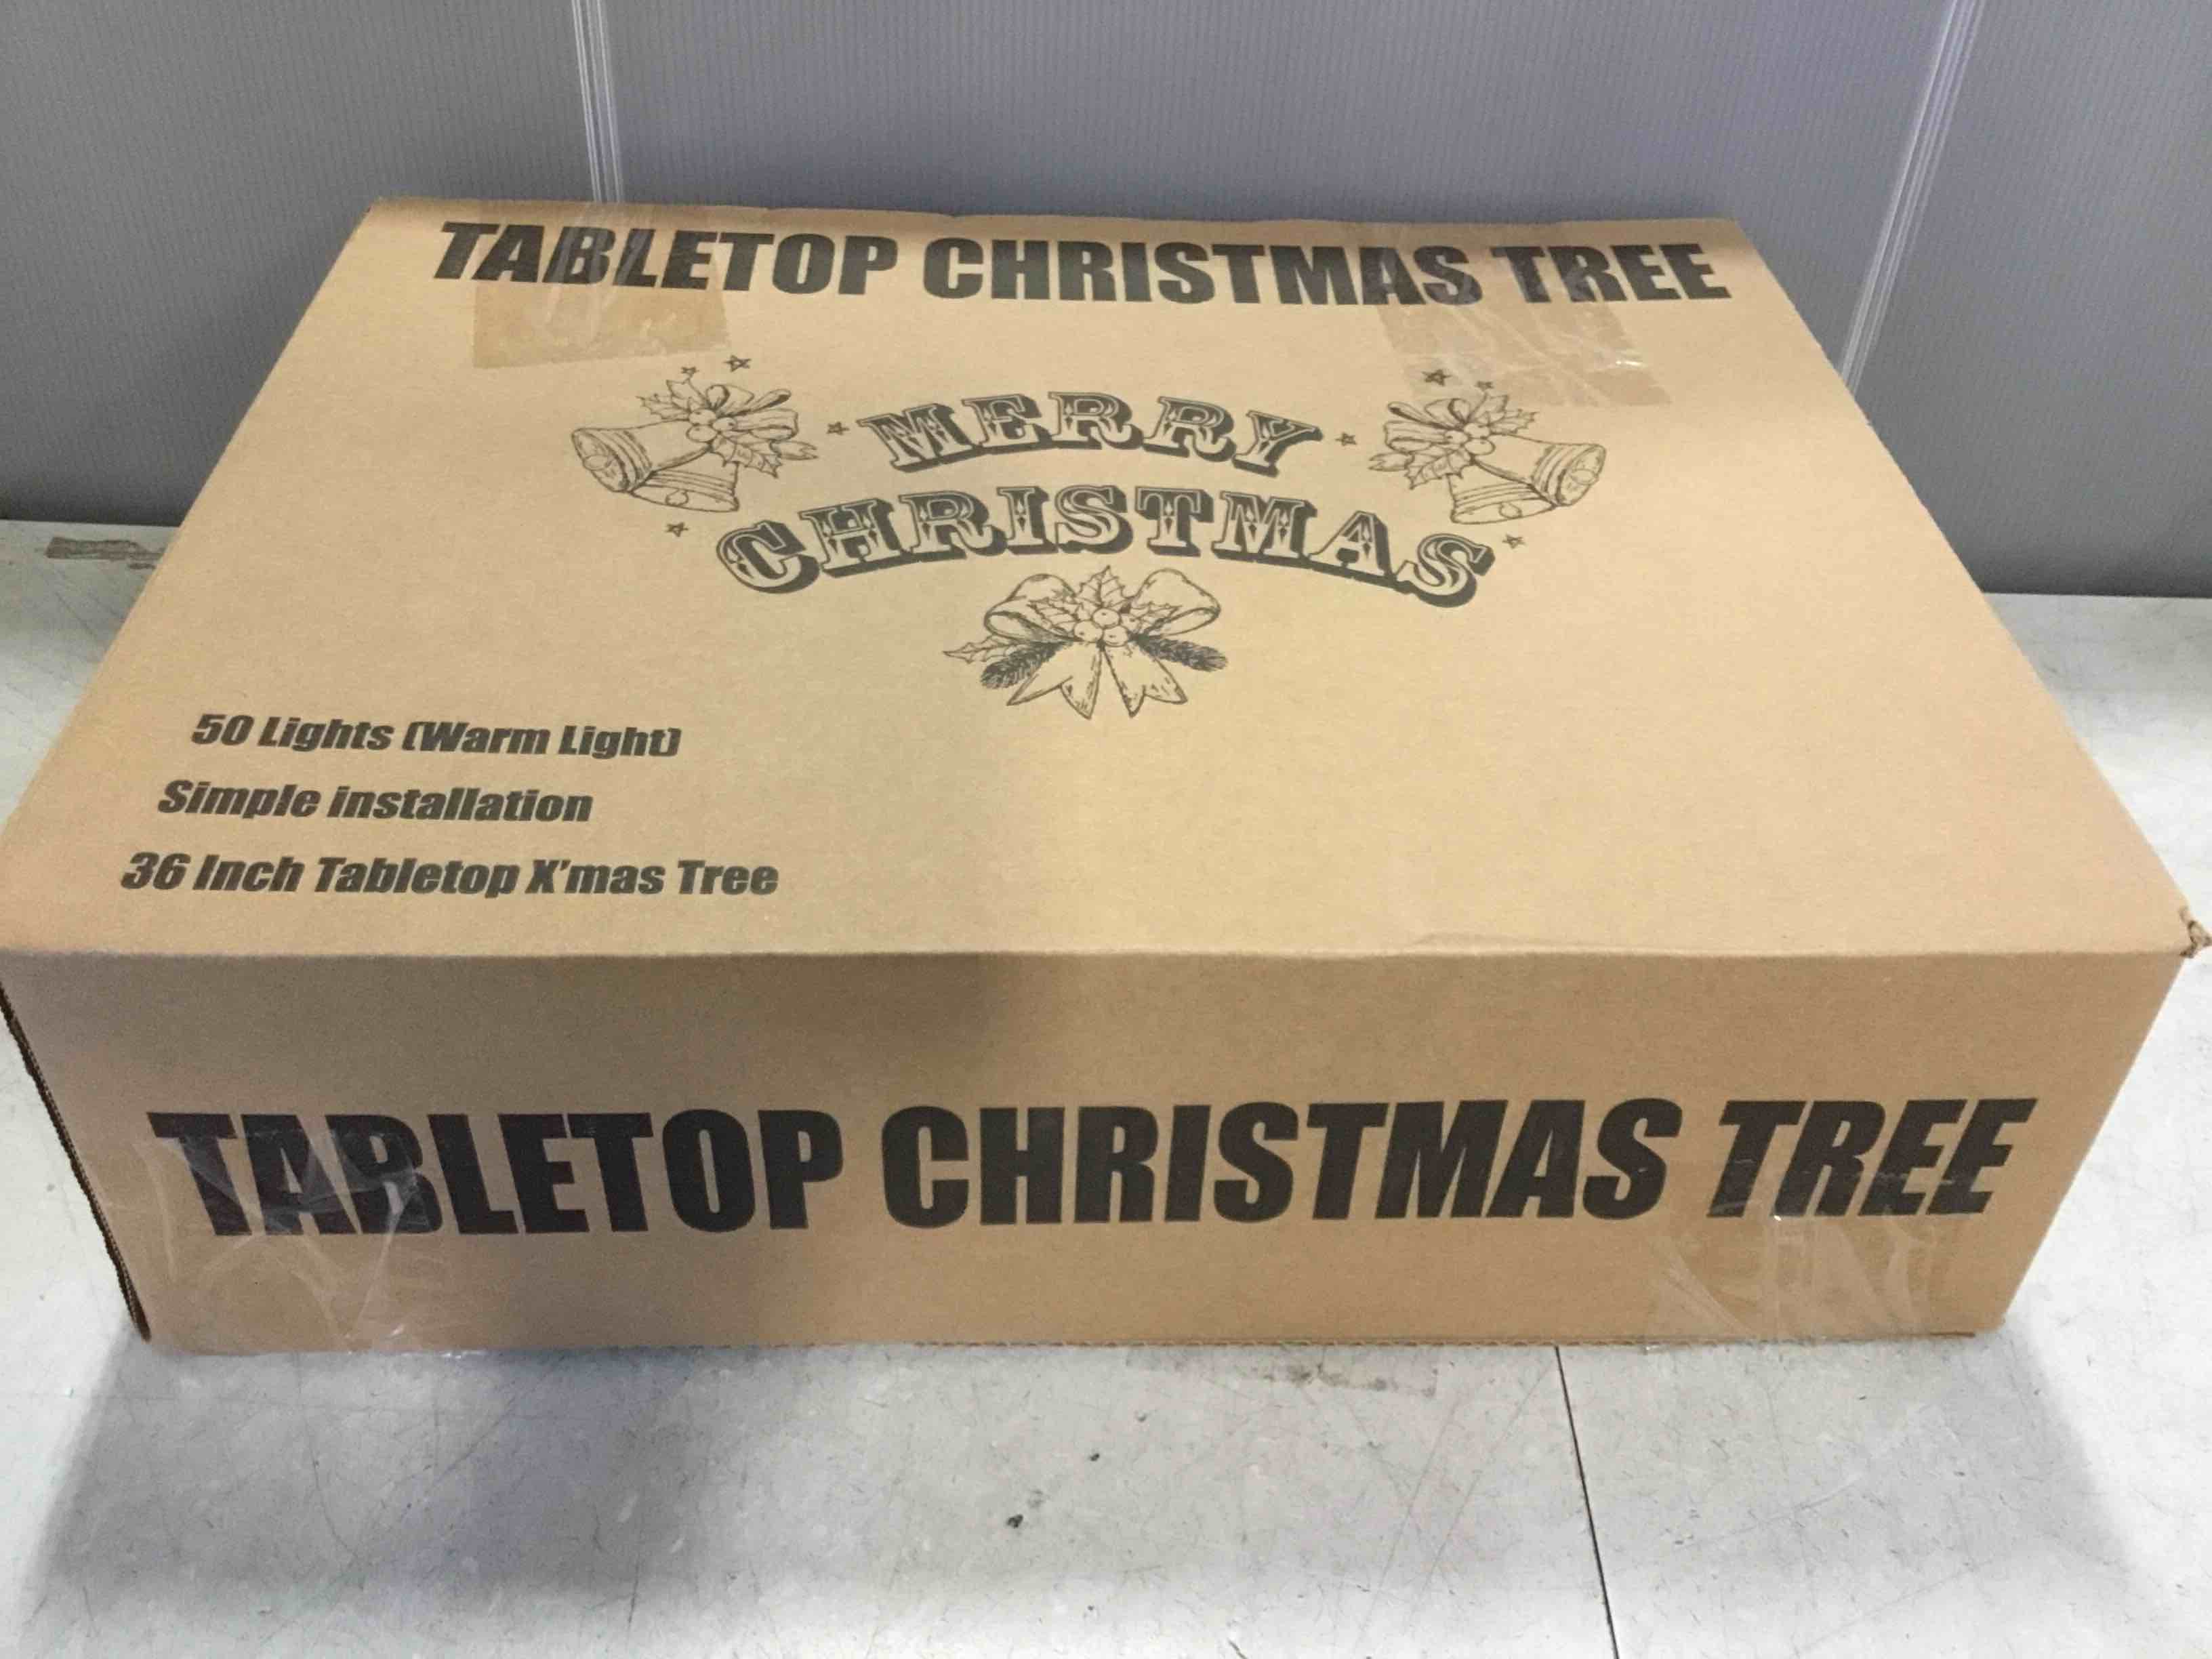 TABLETOP CHRISTMAS TREE
MERRY
CHRISTMAS
50 Lights (Warm Light)
Simple installation
36 Inch Tabletop X'mas Tree
TABLETOP CHRISTMAS TREE